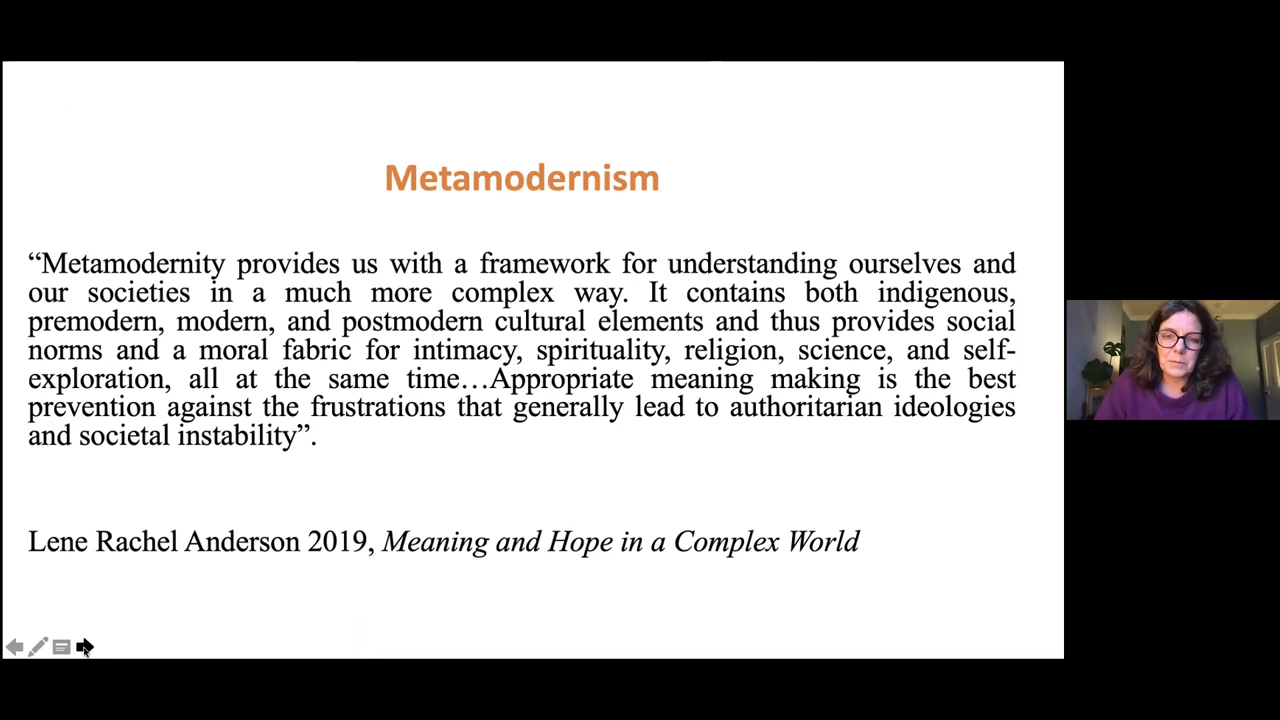 Metamodernism
“Metamodernity provides us with a framework for understanding ourselves and
our societies in a much more complex way. It contains both indigenous,
premodern, modern, and postmodern cultural elements and thus provides social
norms and a moral fabric for intimacy, spirituality, religion, science, and self-
exploration, all at the same time…Appropriate meaning making is the best
prevention against the frustrations that generally lead to authoritarian ideologies
and societal instability”.
Lene Rachel Anderson 2019, Meaning and Hope in a Complex World